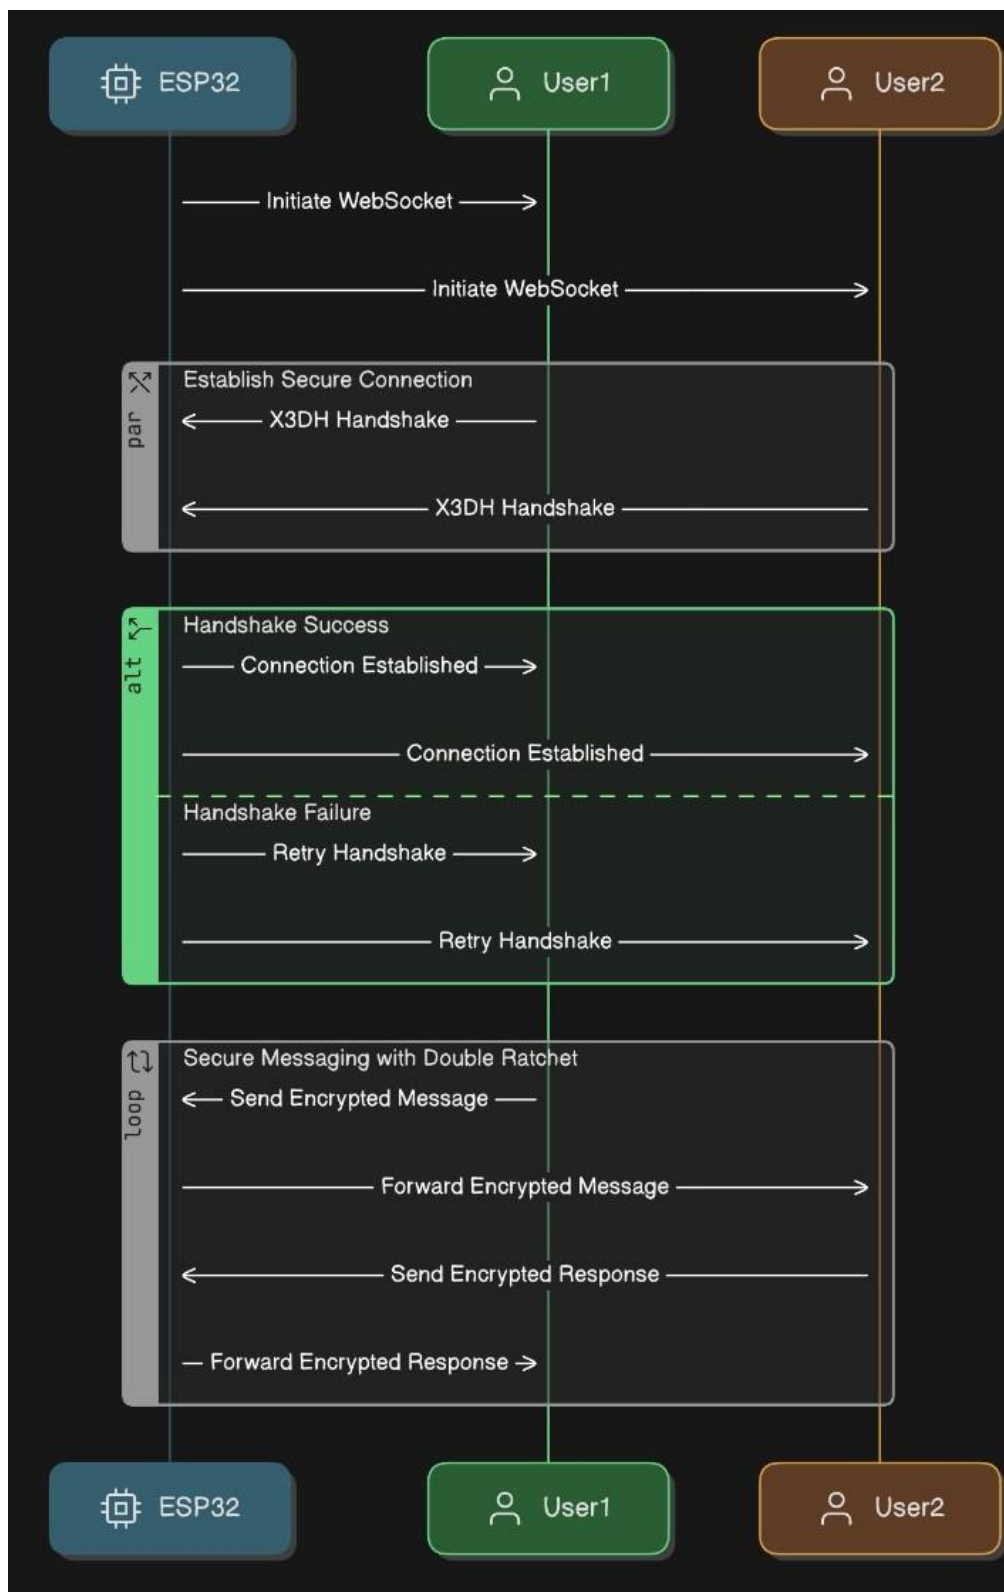 ESP32
User1
User2
Initiate WebSocket
Initiate WebSocket
par
Establish Secure Connection
X3DH Handshake
X3DH Handshake
alt
Handshake Success
Connection Established
Connection Established
Handshake Failure
Retry Handshake
Retry Handshake
loop
Secure Messaging with Double Ratchet
Send Encrypted Message
Forward Encrypted Message
Send Encrypted Response
Forward Encrypted Response
ESP32
User1
User2